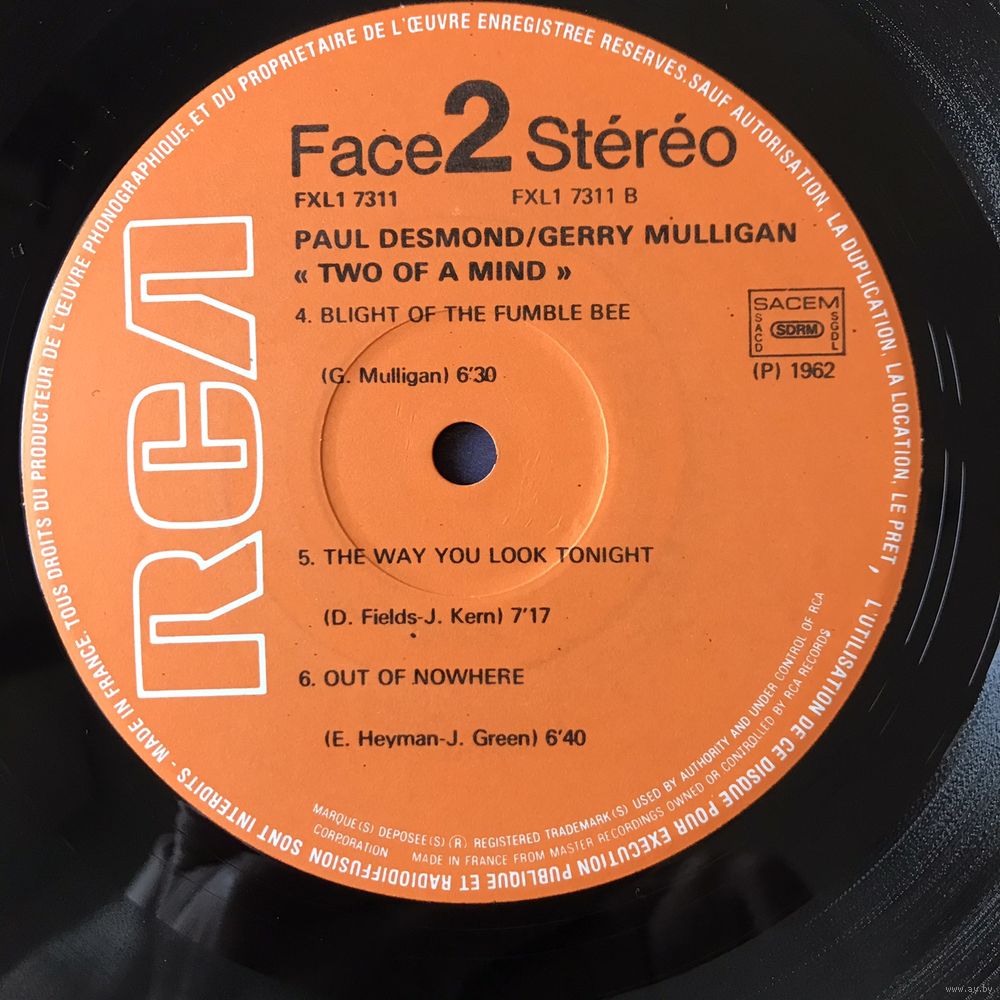 MADE IN FRANCE. TOUS DROITS DU PRODUCTEUR DE L'ŒUVRE PHONOGRAPHIQUE. ET DU PROPRIETAIRE DE L'ŒUVRE ENREGISTREE RESERVES. SAUF AUTORISATION, LA DUPLICATION, LA LOCATION, LE PRET, L'UTILISATION DE CE DISQUE POUR EXECUTION PUBLIQUE ET RADIODIFFUSION SONT INTERDITS -
Face 2 Stéréo
FXL1 7311 FXL1 7311 B
PAUL DESMOND/GERRY MULLIGAN
« TWO OF A MIND »
RCA
4. BLIGHT OF THE FUMBLE BEE
(G. Mulligan) 6'30
SACEM
SACD SDRM SGDL
(P) 1962
5. THE WAY YOU LOOK TONIGHT
(D. Fields-J. Kern) 7'17
6. OUT OF NOWHERE
(E. Heyman-J. Green) 6'40
MARQUE(S) DEPOSEE(S) (R) REGISTERED TRADEMARK(S) USED BY AUTHORITY AND UNDER CONTROL OF RCA
CORPORATION MADE IN FRANCE FROM MASTER RECORDINGS OWNED OR CONTROLLED BY RCA RECORDS
www.ay.by